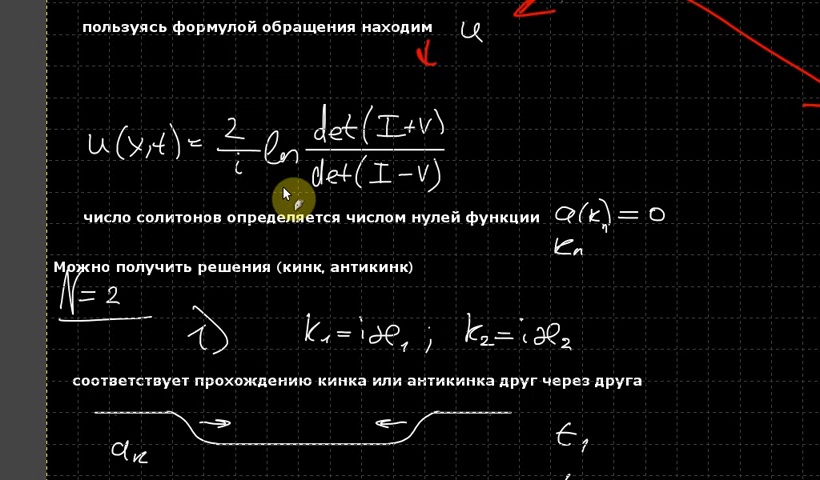 пользуясь формулой обращения находим u
u(x,t) = 2/i ln det(I+V)/det(I-V)
число солитонов определяется числом нулей функции a(kₙ) = 0
kₙ
Можно получить решения (кинк, антикинк)
N = 2
1) k₁ = iæ₁ ; k₂ = iæ₂
соответствует прохождению кинка или антикинка друг через друга
t₁